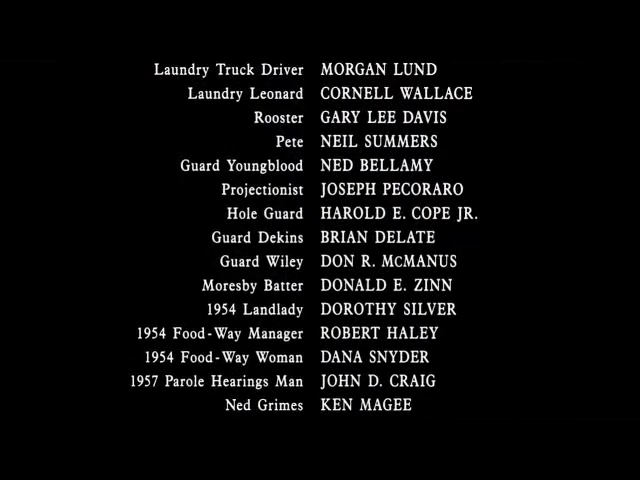 Laundry Truck Driver MORGAN LUND
Laundry Leonard CORNELL WALLACE
Rooster GARY LEE DAVIS
Pete NEIL SUMMERS
Guard Youngblood NED BELLAMY
Projectionist JOSEPH PECORARO
Hole Guard HAROLD E. COPE JR.
Guard Dekins BRIAN DELATE
Guard Wiley DON R. McMANUS
Moresby Batter DONALD E. ZINN
1954 Landlady DOROTHY SILVER
1954 Food-Way Manager ROBERT HALEY
1954 Food-Way Woman DANA SNYDER
1957 Parole Hearings Man JOHN D. CRAIG
Ned Grimes KEN MAGEE